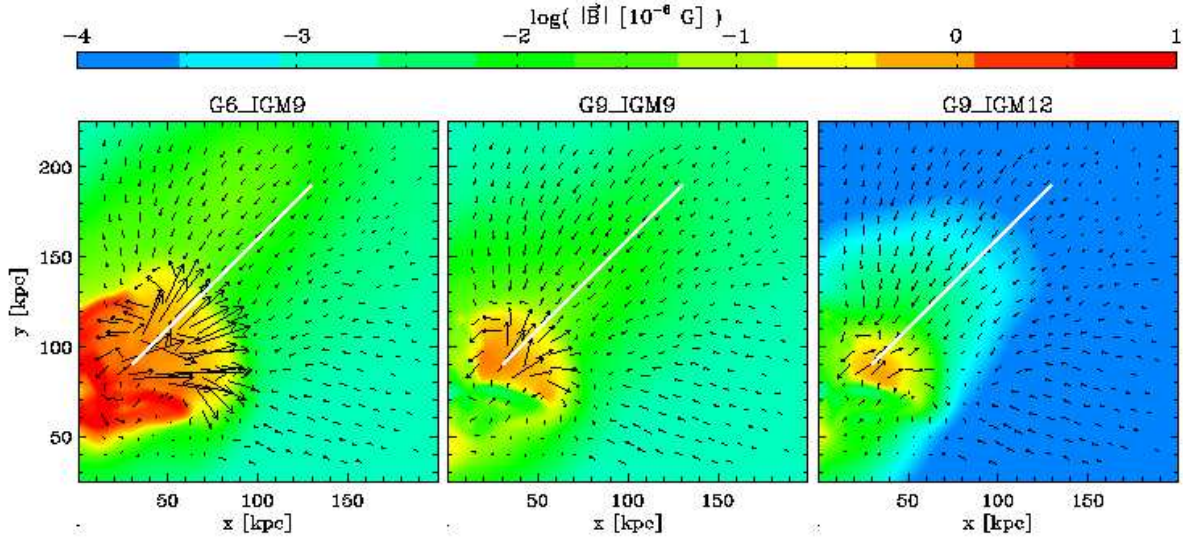 log( |B⃗| [10⁻⁶ G] )
-4 -3 -2 -1 0 1
G6_IGM9 G9_IGM9 G9_IGM12
200
150
100
50
y [kpc]
50 100 150 50 100 150 50 100 150
x [kpc] x [kpc] x [kpc]